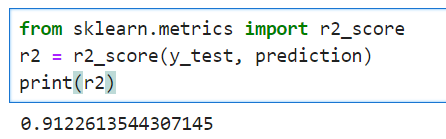 from sklearn.metrics import r2_score
r2 = r2_score(y_test, prediction)
print(r2)
0.9122613544307145